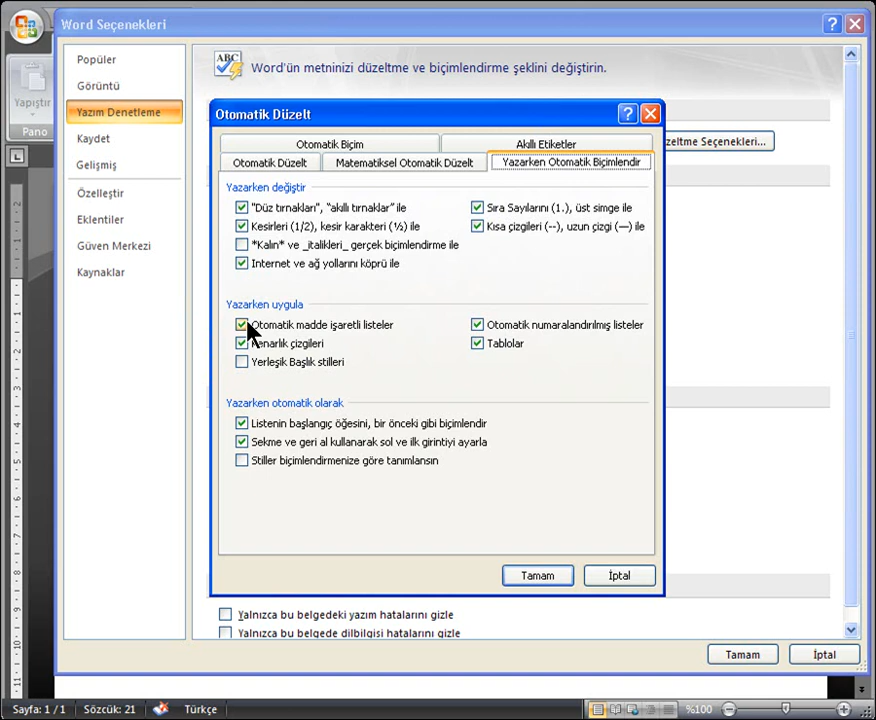 Word Seçenekleri
Popüler
Görüntü
Yazım Denetleme
Kaydet
Gelişmiş
Özelleştir
Eklentiler
Güven Merkezi
Kaynaklar
Yapıştır
Pano
ABC
Word'ün metninizi düzeltme ve biçimlendirme şeklini değiştirin.
zeltme Seçenekleri...
Otomatik Düzelt
Otomatik Biçim
Akıllı Etiketler
Otomatik Düzelt
Matematiksel Otomatik Düzelt
Yazarken Otomatik Biçimlendir
Yazarken değiştir
"Düz tırnakları", “akıllı tırnaklar” ile
Sıra Sayılarını (1.), üst simge ile
Kesirleri (1/2), kesir karakteri (½) ile
Kısa çizgileri (--), uzun çizgi (—) ile
*Kalın* ve _italikleri_ gerçek biçimlendirme ile
Internet ve ağ yollarını köprü ile
Yazarken uygula
Otomatik madde işaretli listeler
Otomatik numaralandırılmış listeler
enarlık çizgileri
Tablolar
Yerleşik Başlık stilleri
Yazarken otomatik olarak
Listenin başlangıç öğesini, bir önceki gibi biçimlendir
Sekme ve geri al kullanarak sol ve ilk girintiyi ayarla
Stiller biçimlendirmenize göre tanımlansın
Tamam
İptal
Yalnızca bu belgedeki yazım hatalarını gizle
Yalnızca bu belgede dilbilgisi hatalarını gizle
Tamam
İptal
Sayfa: 1 / 1
Sözcük: 21
Türkçe
%100